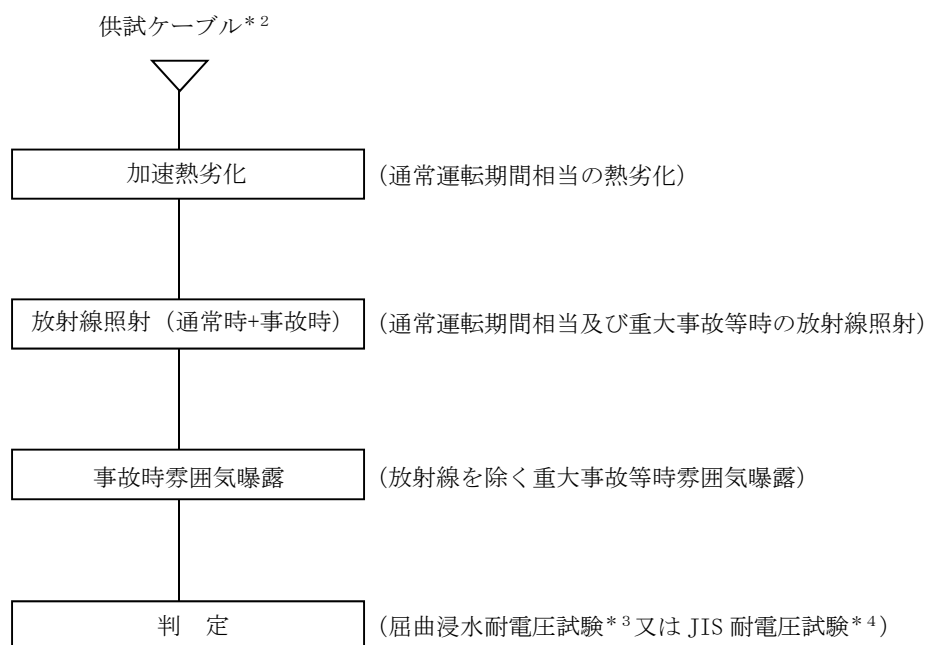 供試ケーブル＊２
加速熱劣化 （通常運転期間相当の熱劣化）
放射線照射（通常時+事故時） （通常運転期間相当及び重大事故等時の放射線照射）
事故時雰囲気曝露 （放射線を除く重大事故等時雰囲気曝露）
判　定 （屈曲浸水耐電圧試験＊３又は JIS 耐電圧試験＊４）